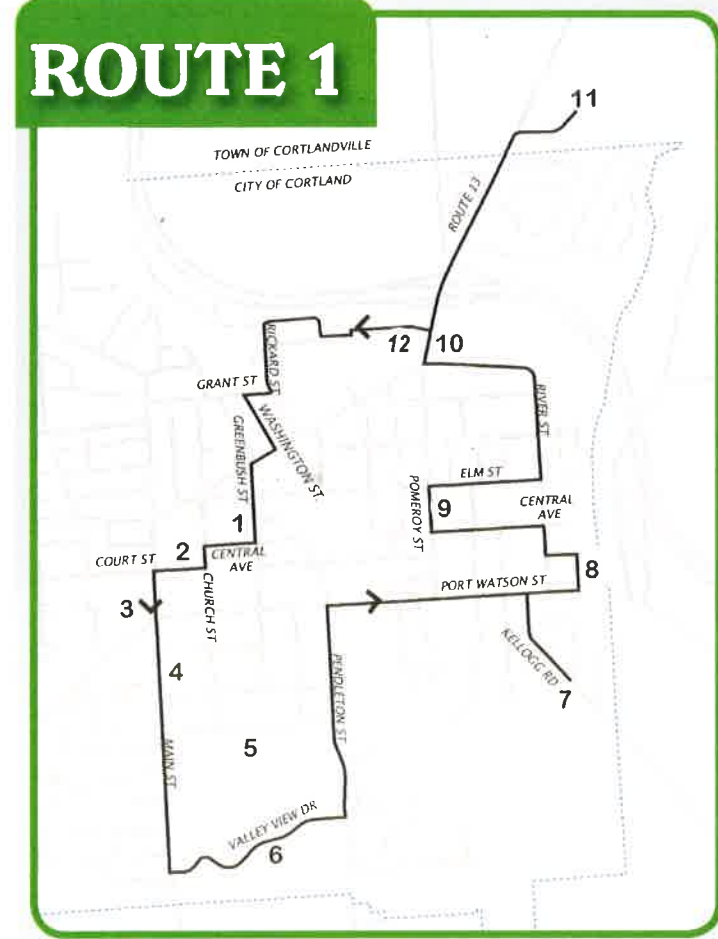 ROUTE 1
11
TOWN OF CORTLANDVILLE
CITY OF CORTLAND
ROUTE 13
12
10
RICKARD ST
GRANT ST
WASHINGTON ST.
GREENBUSH ST
RIVER ST
ELM ST
POMEROY ST
9
CENTRAL
AVE
1
2
CENTRAL
AVE
COURT ST
CHURCH ST
3
8
PORT WATSON ST
4
KELLOGG RD
7
PENDLETON ST
5
MAIN ST
VALLEY VIEW DR
6